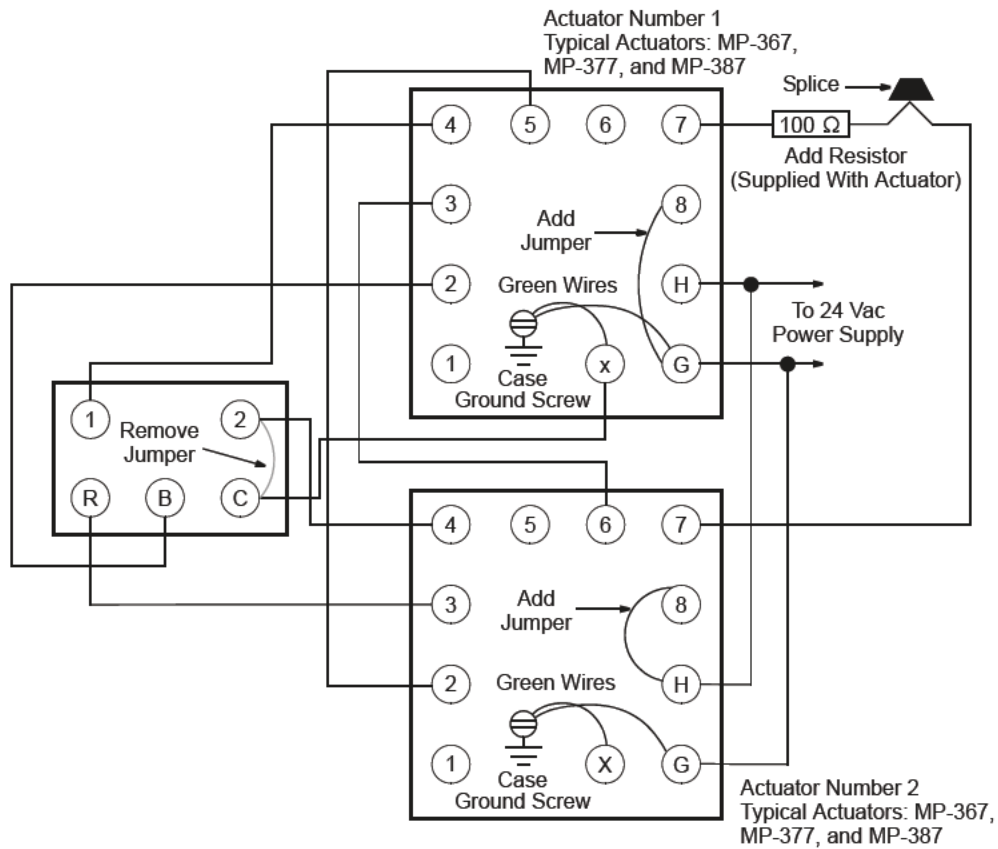 Actuator Number 1
Typical Actuators: MP-367,
MP-377, and MP-387
Splice
4
5
6
7
100 Ω
Add Resistor
(Supplied With Actuator)
3
Add
Jumper
8
2
Green Wires
H
To 24 Vac
Power Supply
1
Case
Ground Screw
x
G
1
2
Remove
Jumper
R
B
C
4
5
6
7
3
Add
Jumper
8
2
Green Wires
H
1
Case
Ground Screw
X
G
Actuator Number 2
Typical Actuators: MP-367,
MP-377, and MP-387